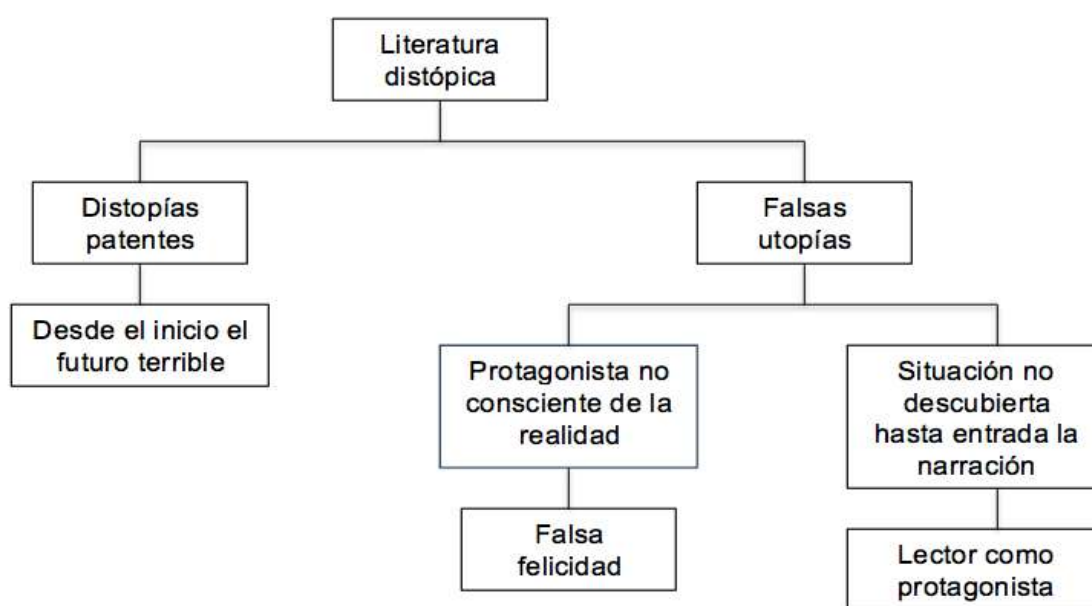 Literatura
distópica
Distopías
patentes
Falsas
utopías
Desde el inicio el
futuro terrible
Protagonista no
consciente de la
realidad
Situación no
descubierta
hasta entrada la
narración
Falsa
felicidad
Lector como
protagonista